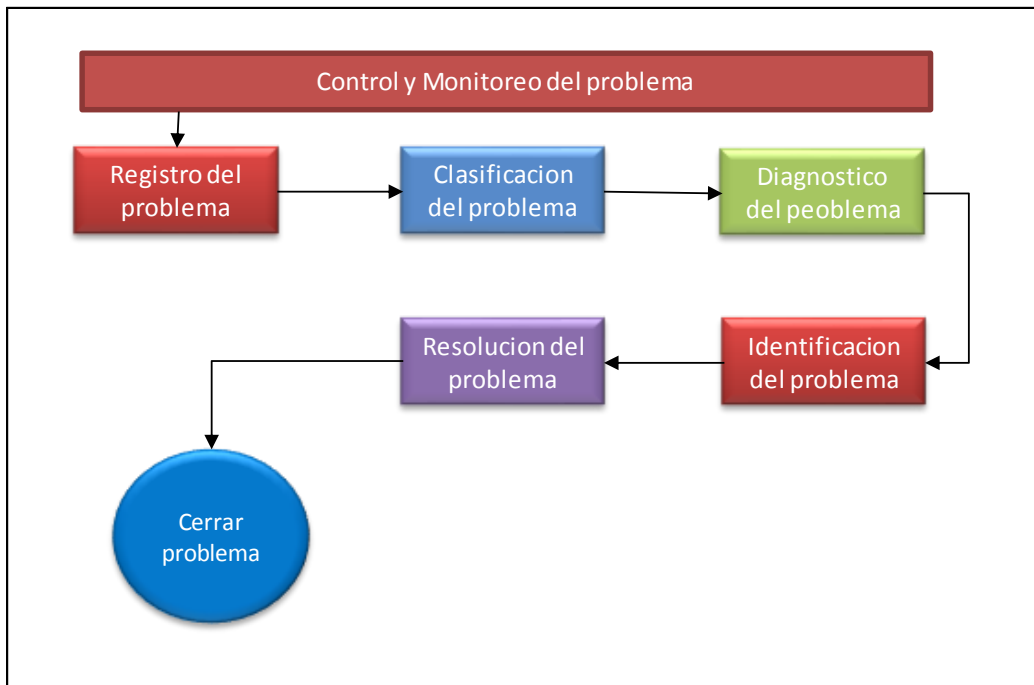 Control y Monitoreo del problema
Registro del
problema
Clasificacion
del problema
Diagnostico
del peoblema
Resolucion del
problema
Identificacion
del problema
Cerrar
problema